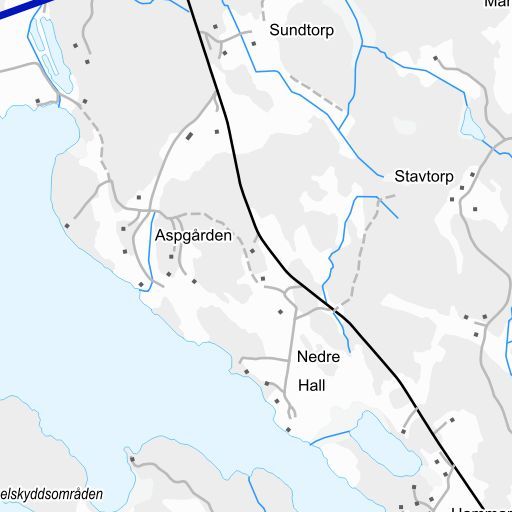 Sundtorp
Stavtorp
Aspgården
Nedre
Hall
elskyddsområden